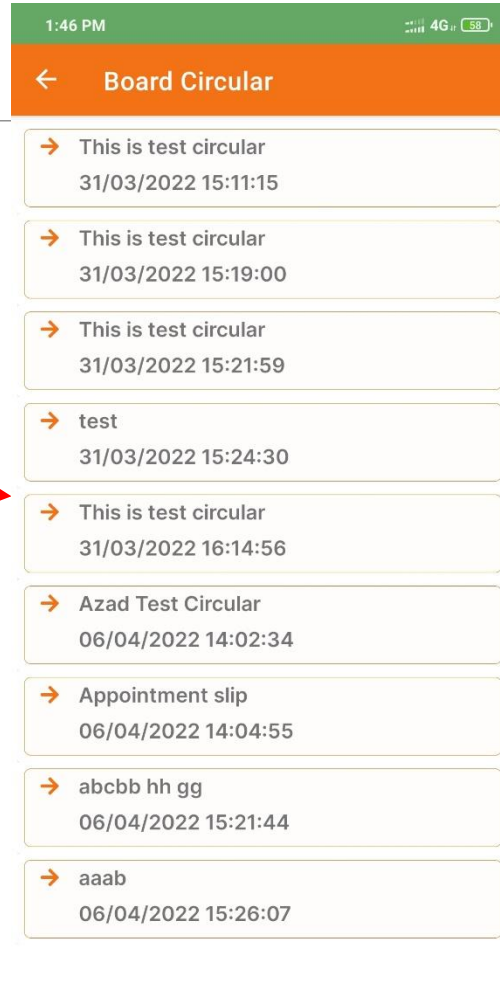 1:46 PM 4G 58
Board Circular
This is test circular
31/03/2022 15:11:15
This is test circular
31/03/2022 15:19:00
This is test circular
31/03/2022 15:21:59
test
31/03/2022 15:24:30
This is test circular
31/03/2022 16:14:56
Azad Test Circular
06/04/2022 14:02:34
Appointment slip
06/04/2022 14:04:55
abcbb hh gg
06/04/2022 15:21:44
aaab
06/04/2022 15:26:07